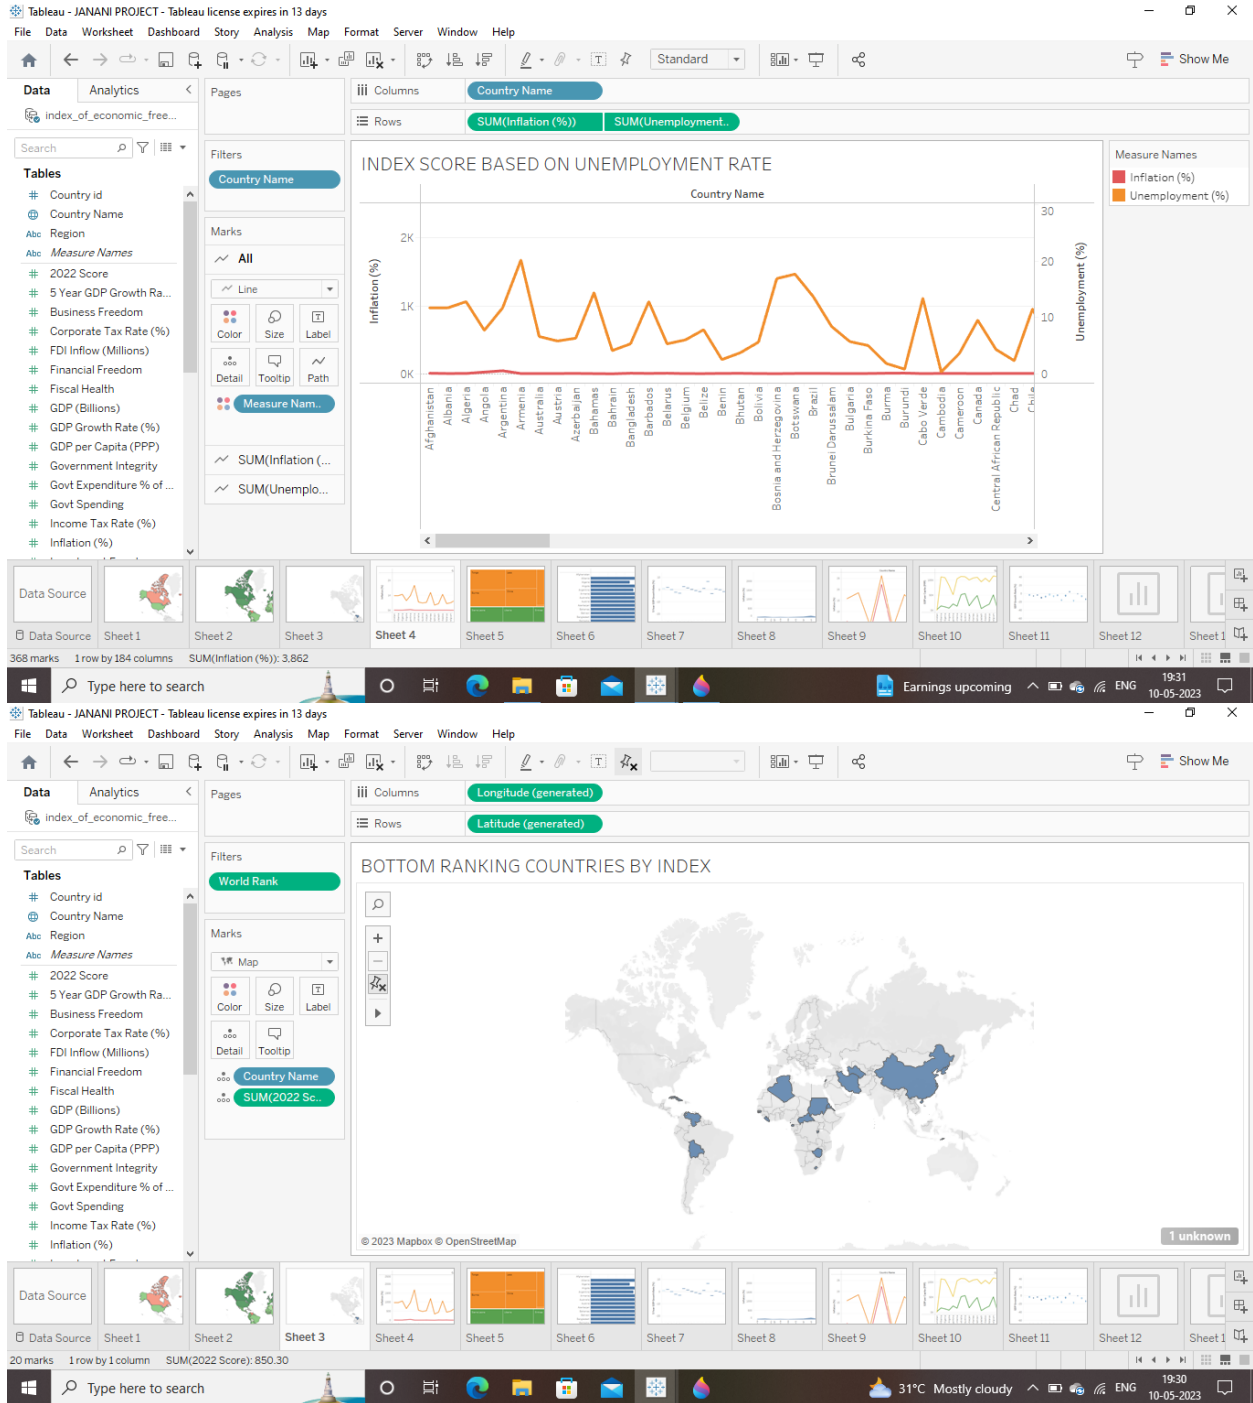 Tableau - JANANI PROJECT - Tableau license expires in 13 days
File Data Worksheet Dashboard Story Analysis Map Format Server Window Help
Standard
Show Me
Data Analytics
index_of_economic_free...
Search
Tables
Country id
Country Name
Abc Region
Abc Measure Names
2022 Score
5 Year GDP Growth Ra...
Business Freedom
Corporate Tax Rate (%)
FDI Inflow (Millions)
Financial Freedom
Fiscal Health
GDP (Billions)
GDP Growth Rate (%)
GDP per Capita (PPP)
Government Integrity
Govt Expenditure % of ...
Govt Spending
Income Tax Rate (%)
Inflation (%)
Pages
Filters
Country Name
Marks
All
Line
Color Size Label
Detail Tooltip Path
Measure Nam..
SUM(Inflation (...
SUM(Unemplo...
Columns Country Name
Rows SUM(Inflation (%)) SUM(Unemployment..
INDEX SCORE BASED ON UNEMPLOYMENT RATE
Country Name
Inflation (%)
2K
1K
0K
30
20
10
0
Unemployment (%)
Afghanistan
Albania
Algeria
Angola
Argentina
Armenia
Australia
Austria
Azerbaijan
Bahamas
Bahrain
Bangladesh
Barbados
Belarus
Belgium
Belize
Benin
Bhutan
Bolivia
Bosnia and Herzegovina
Botswana
Brazil
Brunei Darussalam
Bulgaria
Burkina Faso
Burma
Burundi
Cabo Verde
Cambodia
Cameroon
Canada
Central African Republic
Chad
Chile
Measure Names
Inflation (%)
Unemployment (%)
Data Source
Data Source Sheet 1 Sheet 2 Sheet 3 Sheet 4 Sheet 5 Sheet 6 Sheet 7 Sheet 8 Sheet 9 Sheet 10 Sheet 11 Sheet 12 Sheet 1
368 marks 1 row by 184 columns SUM(Inflation (%)): 3,862
Type here to search
Earnings upcoming
ENG
19:31
10-05-2023
Tableau - JANANI PROJECT - Tableau license expires in 13 days
File Data Worksheet Dashboard Story Analysis Map Format Server Window Help
Show Me
Data Analytics
index_of_economic_free...
Search
Tables
Country id
Country Name
Abc Region
Abc Measure Names
2022 Score
5 Year GDP Growth Ra...
Business Freedom
Corporate Tax Rate (%)
FDI Inflow (Millions)
Financial Freedom
Fiscal Health
GDP (Billions)
GDP Growth Rate (%)
GDP per Capita (PPP)
Government Integrity
Govt Expenditure % of ...
Govt Spending
Income Tax Rate (%)
Inflation (%)
Pages
Filters
World Rank
Marks
Map
Color Size Label
Detail Tooltip
Country Name
SUM(2022 Sc..
Columns Longitude (generated)
Rows Latitude (generated)
BOTTOM RANKING COUNTRIES BY INDEX
© 2023 Mapbox © OpenStreetMap
1 unknown
Data Source
Data Source Sheet 1 Sheet 2 Sheet 3 Sheet 4 Sheet 5 Sheet 6 Sheet 7 Sheet 8 Sheet 9 Sheet 10 Sheet 11 Sheet 12 Sheet 1
20 marks 1 row by 1 column SUM(2022 Score): 850.30
Type here to search
31°C Mostly cloudy
ENG
19:30
10-05-2023